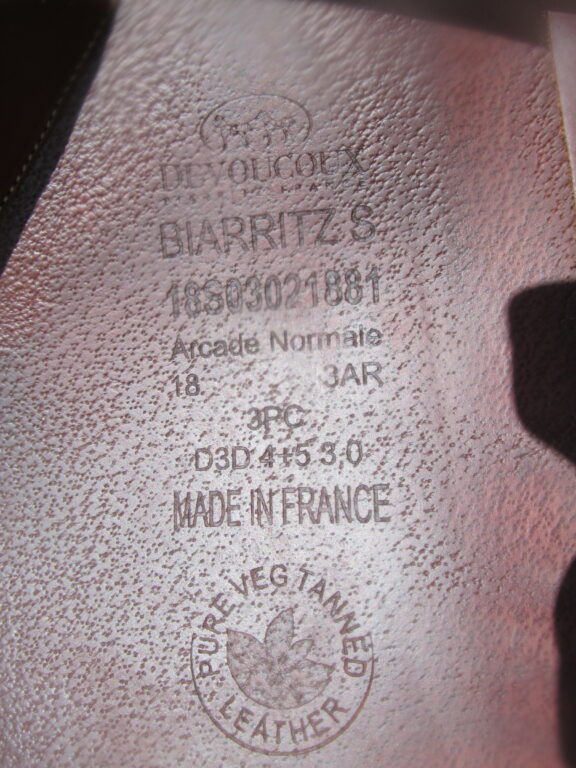 DEVOUCOUX
BIARRITZ S
18S03021881
Arcade Normale
18 3AR
3PC
D3D 4+5 3,0
MADE IN FRANCE
PURE VEG TANNED
LEATHER